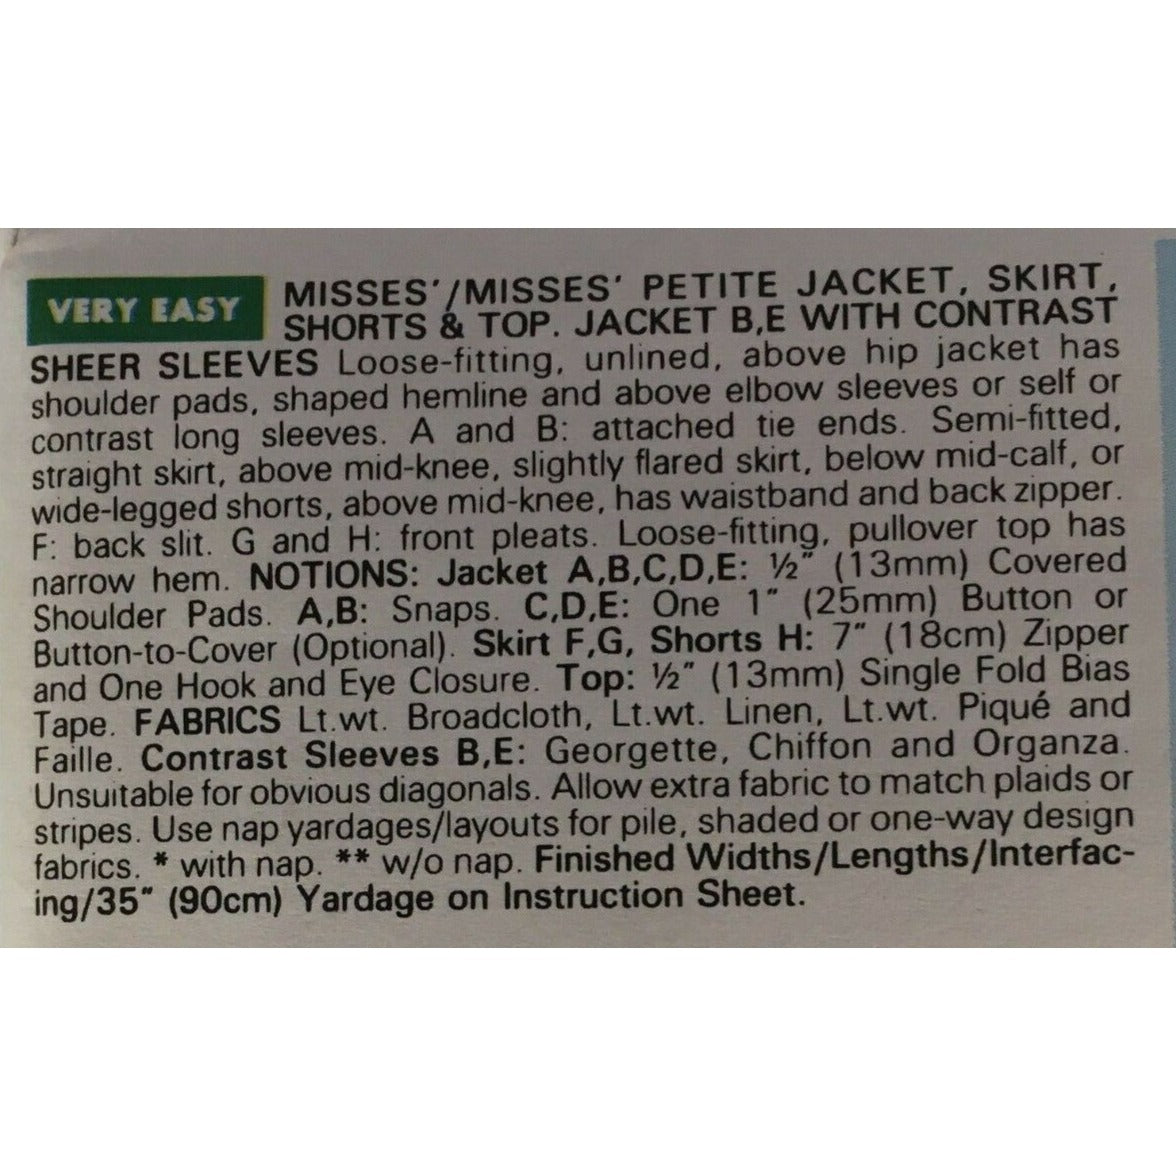 VERY EASY MISSES'/MISSES' PETITE JACKET, SKIRT,
SHORTS & TOP. JACKET B,E WITH CONTRAST
SHEER SLEEVES Loose-fitting, unlined, above hip jacket has
shoulder pads, shaped hemline and above elbow sleeves or self or
contrast long sleeves. A and B: attached tie ends. Semi-fitted,
straight skirt, above mid-knee, slightly flared skirt, below mid-calf, or
wide-legged shorts, above mid-knee, has waistband and back zipper.
F: back slit. G and H: front pleats. Loose-fitting, pullover top has
narrow hem. NOTIONS: Jacket A,B,C,D,E: ½" (13mm) Covered
Shoulder Pads. A,B: Snaps. C,D,E: One 1" (25mm) Button or
Button-to-Cover (Optional). Skirt F,G, Shorts H: 7" (18cm) Zipper
and One Hook and Eye Closure. Top: ½" (13mm) Single Fold Bias
Tape. FABRICS Lt.wt. Broadcloth, Lt.wt. Linen, Lt.wt. Piqué and
Faille. Contrast Sleeves B,E: Georgette, Chiffon and Organza.
Unsuitable for obvious diagonals. Allow extra fabric to match plaids or
stripes. Use nap yardages/layouts for pile, shaded or one-way design
fabrics. * with nap. ** w/o nap. Finished Widths/Lengths/Interfac-
ing/35" (90cm) Yardage on Instruction Sheet.